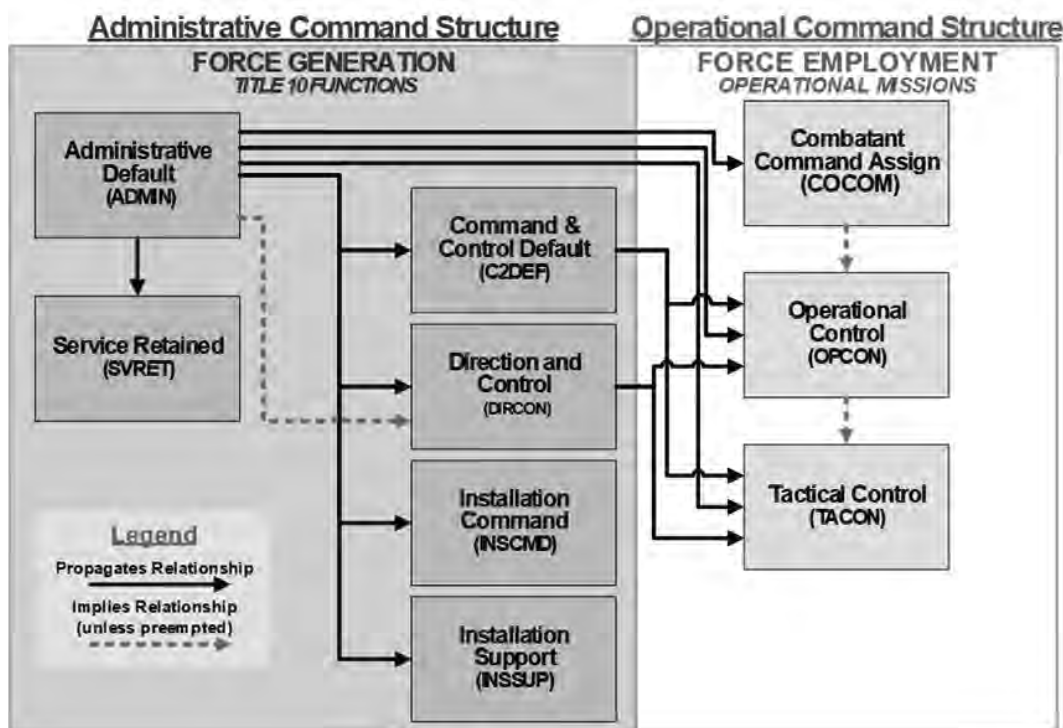 Administrative Command Structure
Operational Command Structure
FORCE GENERATION
TITLE 10 FUNCTIONS
FORCE EMPLOYMENT
OPERATIONAL MISSIONS
Administrative
Default
(ADMIN)
Service Retained
(SVRET)
Command &
Control Default
(C2DEF)
Direction and
Control
(DIRCON)
Installation
Command
(INSCMD)
Installation
Support
(INSSUP)
Combatant
Command Assign
(COCOM)
Operational
Control
(OPCON)
Tactical Control
(TACON)
Legend
Propagates Relationship
Implies Relationship
(unless preempted)